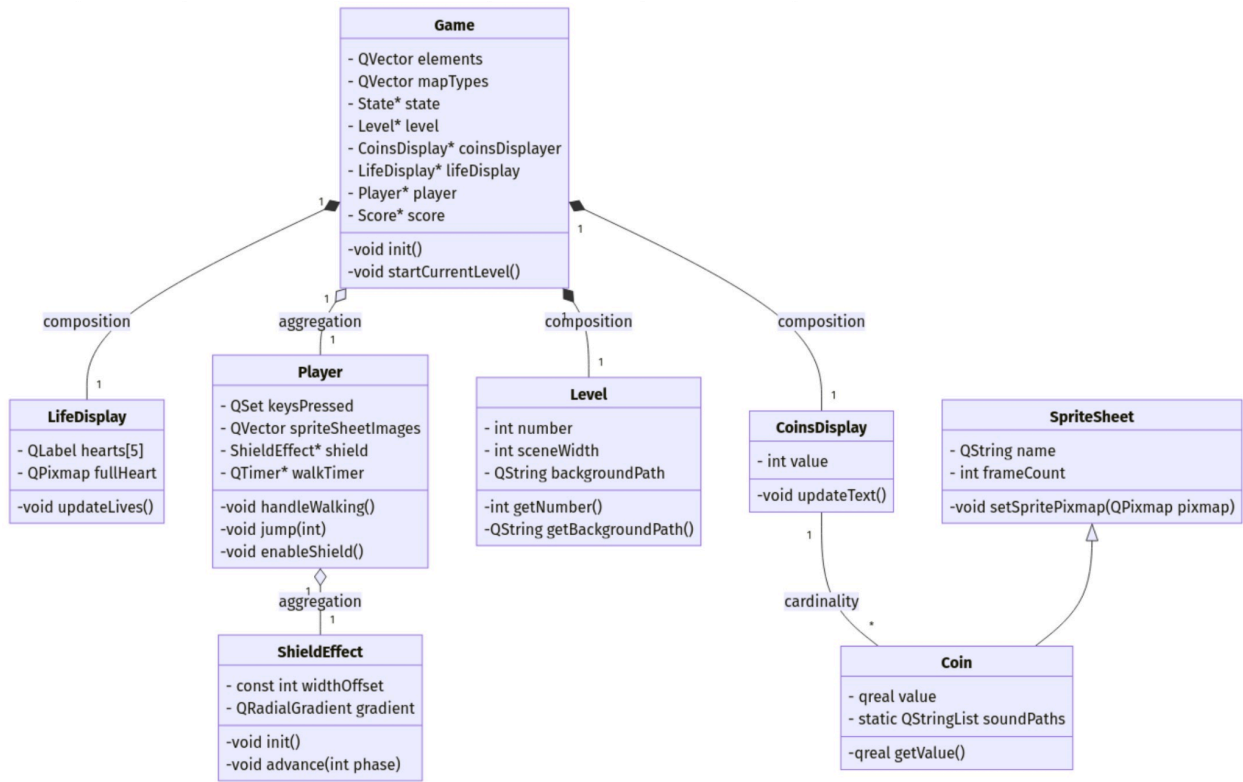 Game
- QVector elements
- QVector mapTypes
- State* state
- Level* level
- CoinsDisplay* coinsDisplayer
- LifeDisplay* lifeDisplay
- Player* player
- Score* score
-void init()
-void startCurrentLevel()
1
1
1
1
composition
aggregation
composition
composition
1
1
1
1
LifeDisplay
- QLabel hearts[5]
- QPixmap fullHeart
-void updateLives()
Player
- QSet keysPressed
- QVector spriteSheetImages
- ShieldEffect* shield
- QTimer* walkTimer
-void handleWalking()
-void jump(int)
-void enableShield()
Level
- int number
- int sceneWidth
- QString backgroundPath
-int getNumber()
-QString getBackgroundPath()
CoinsDisplay
- int value
-void updateText()
SpriteSheet
- QString name
- int frameCount
-void setSpritePixmap(QPixmap pixmap)
1
aggregation
1
1
cardinality
*
ShieldEffect
- const int widthOffset
- QRadialGradient gradient
-void init()
-void advance(int phase)
Coin
- qreal value
- static QStringList soundPaths
-qreal getValue()